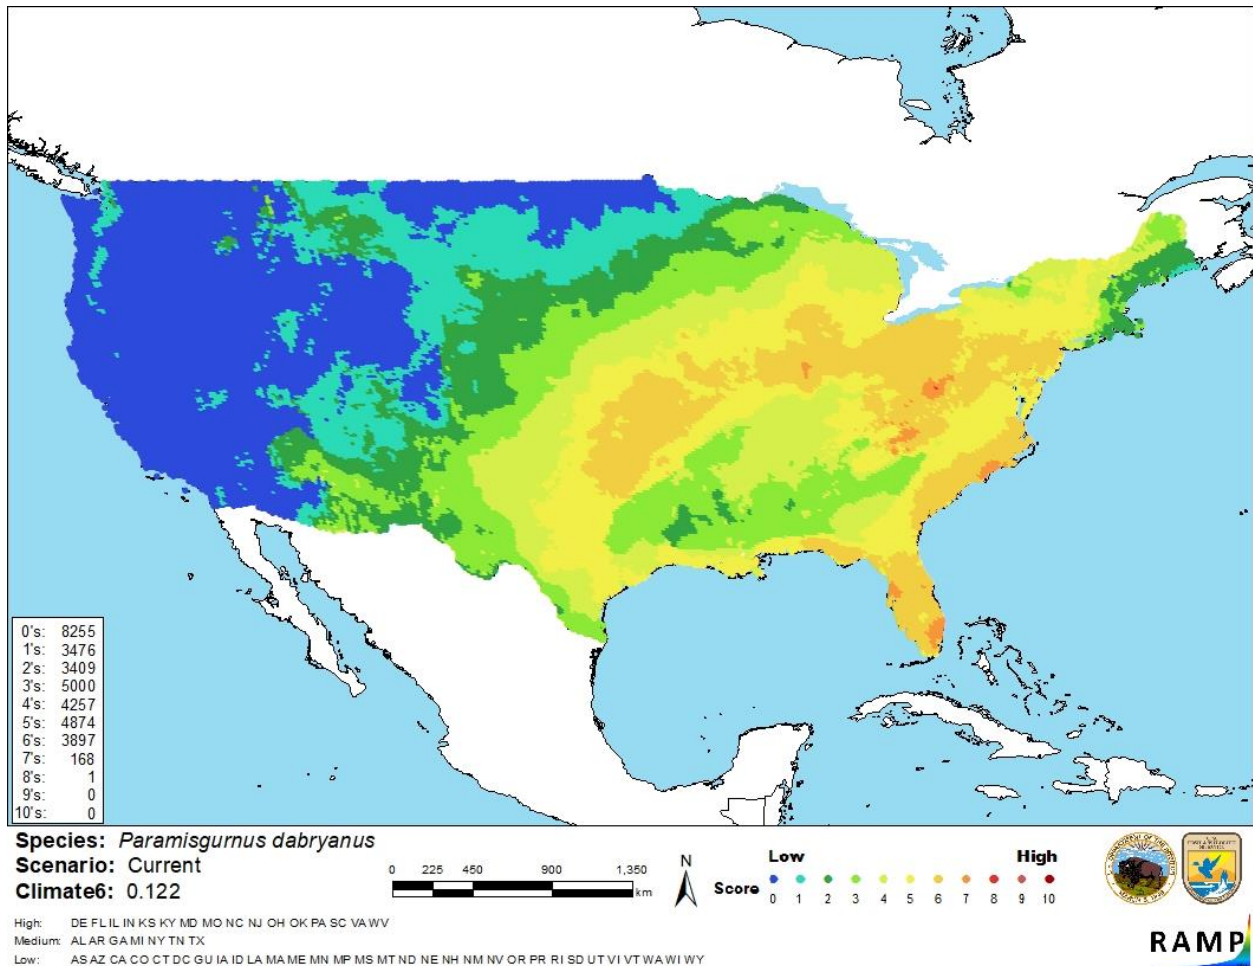 0's: 8255
1's: 3476
2's: 3409
3's: 5000
4's: 4257
5's: 4874
6's: 3897
7's: 168
8's: 1
9's: 0
10's: 0
Species: Paramisgurnus dabryanus
Scenario: Current
Climate6: 0.122
0 225 450 900 1,350
km
N
Low High
Score
0 1 2 3 4 5 6 7 8 9 10
High: DE FL IL IN KS KY MD MO NC NJ OH OK PA SC VA WV
Medium: AL AR GA MI NY TN TX
Low: AS AZ CA CO CT DC GU IA ID LA MA ME MN MP MS MT ND NE NH NM NV OR PR RI SD UT VI VT WA WI WY
RAMP